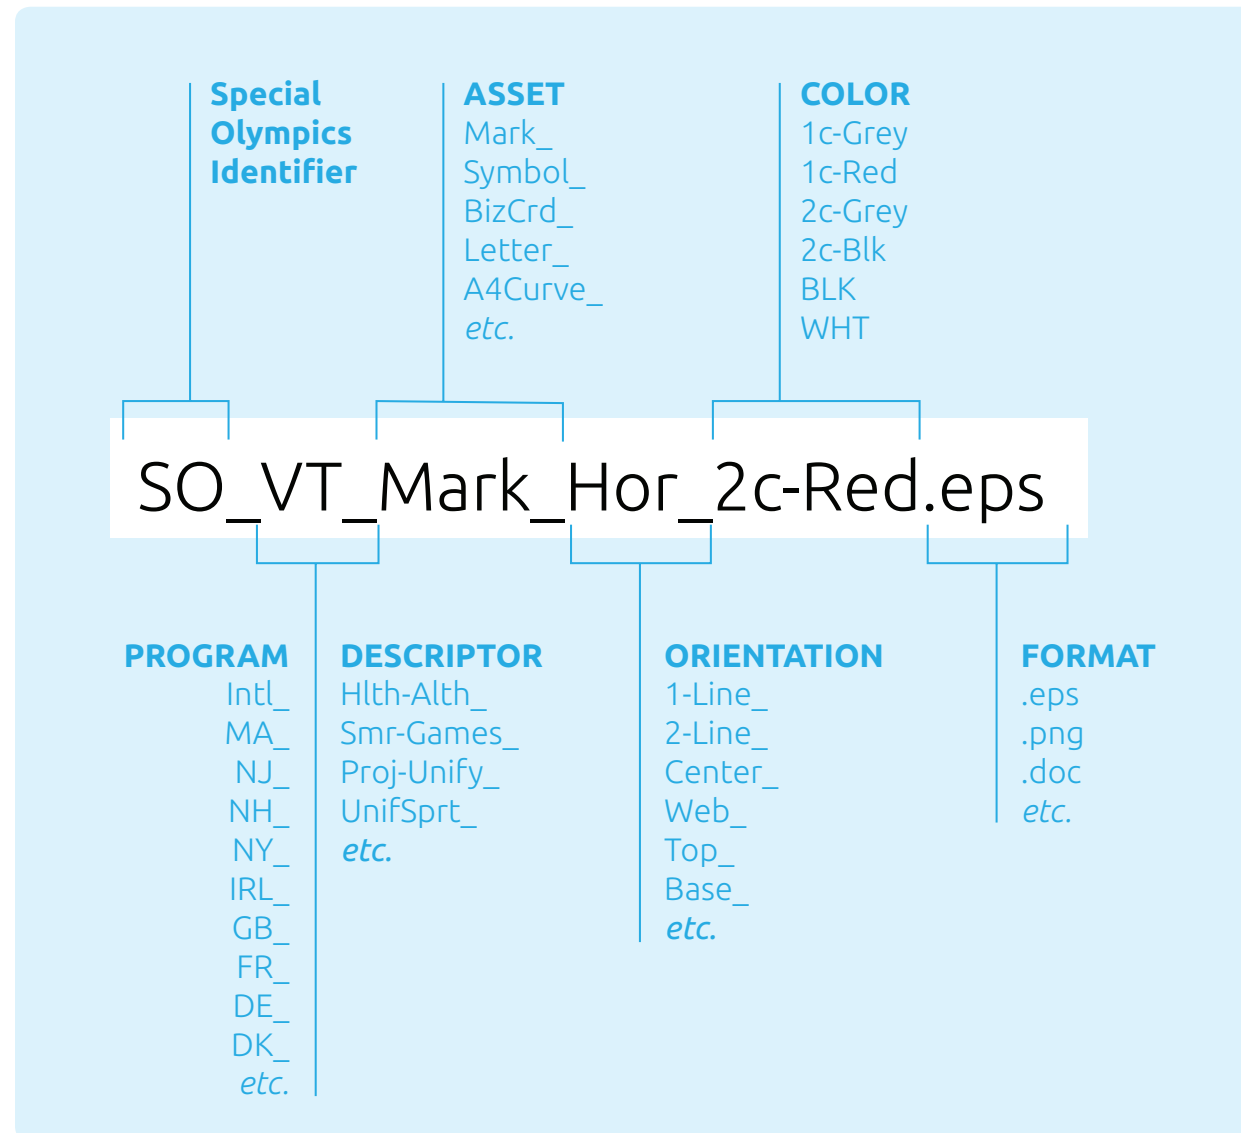 Special
Olympics
Identifier
ASSET
Mark_
Symbol_
BizCrd_
Letter_
A4Curve_
etc.
COLOR
1c-Grey
1c-Red
2c-Grey
2c-Blk
BLK
WHT
SO_VT_Mark_Hor_2c-Red.eps
PROGRAM
Intl_
MA_
NJ_
NH_
NY_
IRL_
GB_
FR_
DE_
DK_
etc.
DESCRIPTOR
Hlth-Alth_
Smr-Games_
Proj-Unify_
UnifSprt_
etc.
ORIENTATION
1-Line_
2-Line_
Center_
Web_
Top_
Base_
etc.
FORMAT
.eps
.png
.doc
etc.